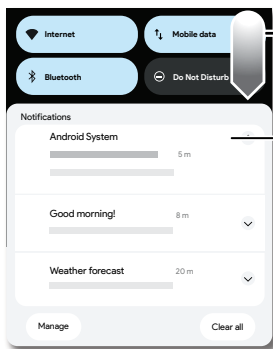 Internet
Mobile data
Bluetooth
Do Not Disturb
Notifications
Android System
5 m
Good morning!
8 m
Weather forecast
20 m
Manage
Clear all